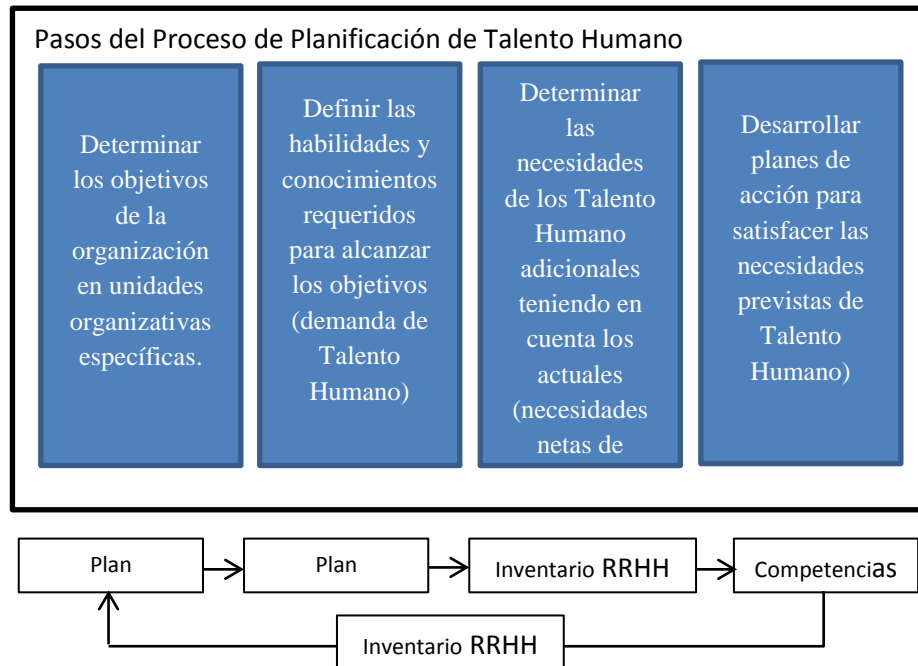 Pasos del Proceso de Planificación de Talento Humano
Determinar
los objetivos
de la
organización
en unidades
organizativas
específicas.
Definir las
habilidades y
conocimientos
requeridos
para alcanzar
los objetivos
(demanda de
Talento
Humano)
Determinar
las
necesidades
de los Talento
Humano
adicionales
teniendo en
cuenta los
actuales
(necesidades
netas de
Desarrollar
planes de
acción para
satisfacer las
necesidades
previstas de
Talento
Humano)
Plan
Plan
Inventario RRHH
Competencias
Inventario RRHH